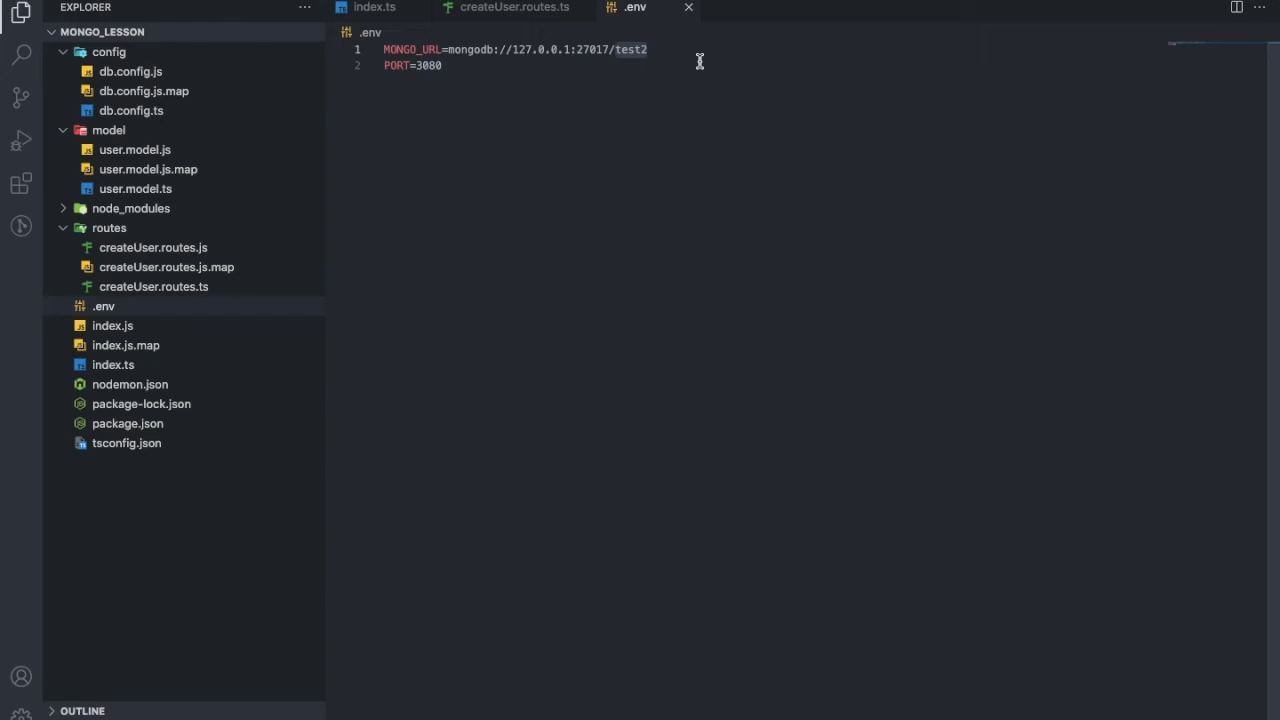 EXPLORER
MONGO_LESSON
config
db.config.js
db.config.js.map
db.config.ts
model
user.model.js
user.model.js.map
user.model.ts
node_modules
routes
createUser.routes.js
createUser.routes.js.map
createUser.routes.ts
.env
index.js
index.js.map
index.ts
nodemon.json
package-lock.json
package.json
tsconfig.json
OUTLINE
index.ts createUser.routes.ts .env
.env
1 MONGO_URL=mongodb://127.0.0.1:27017/test2
2 PORT=3080